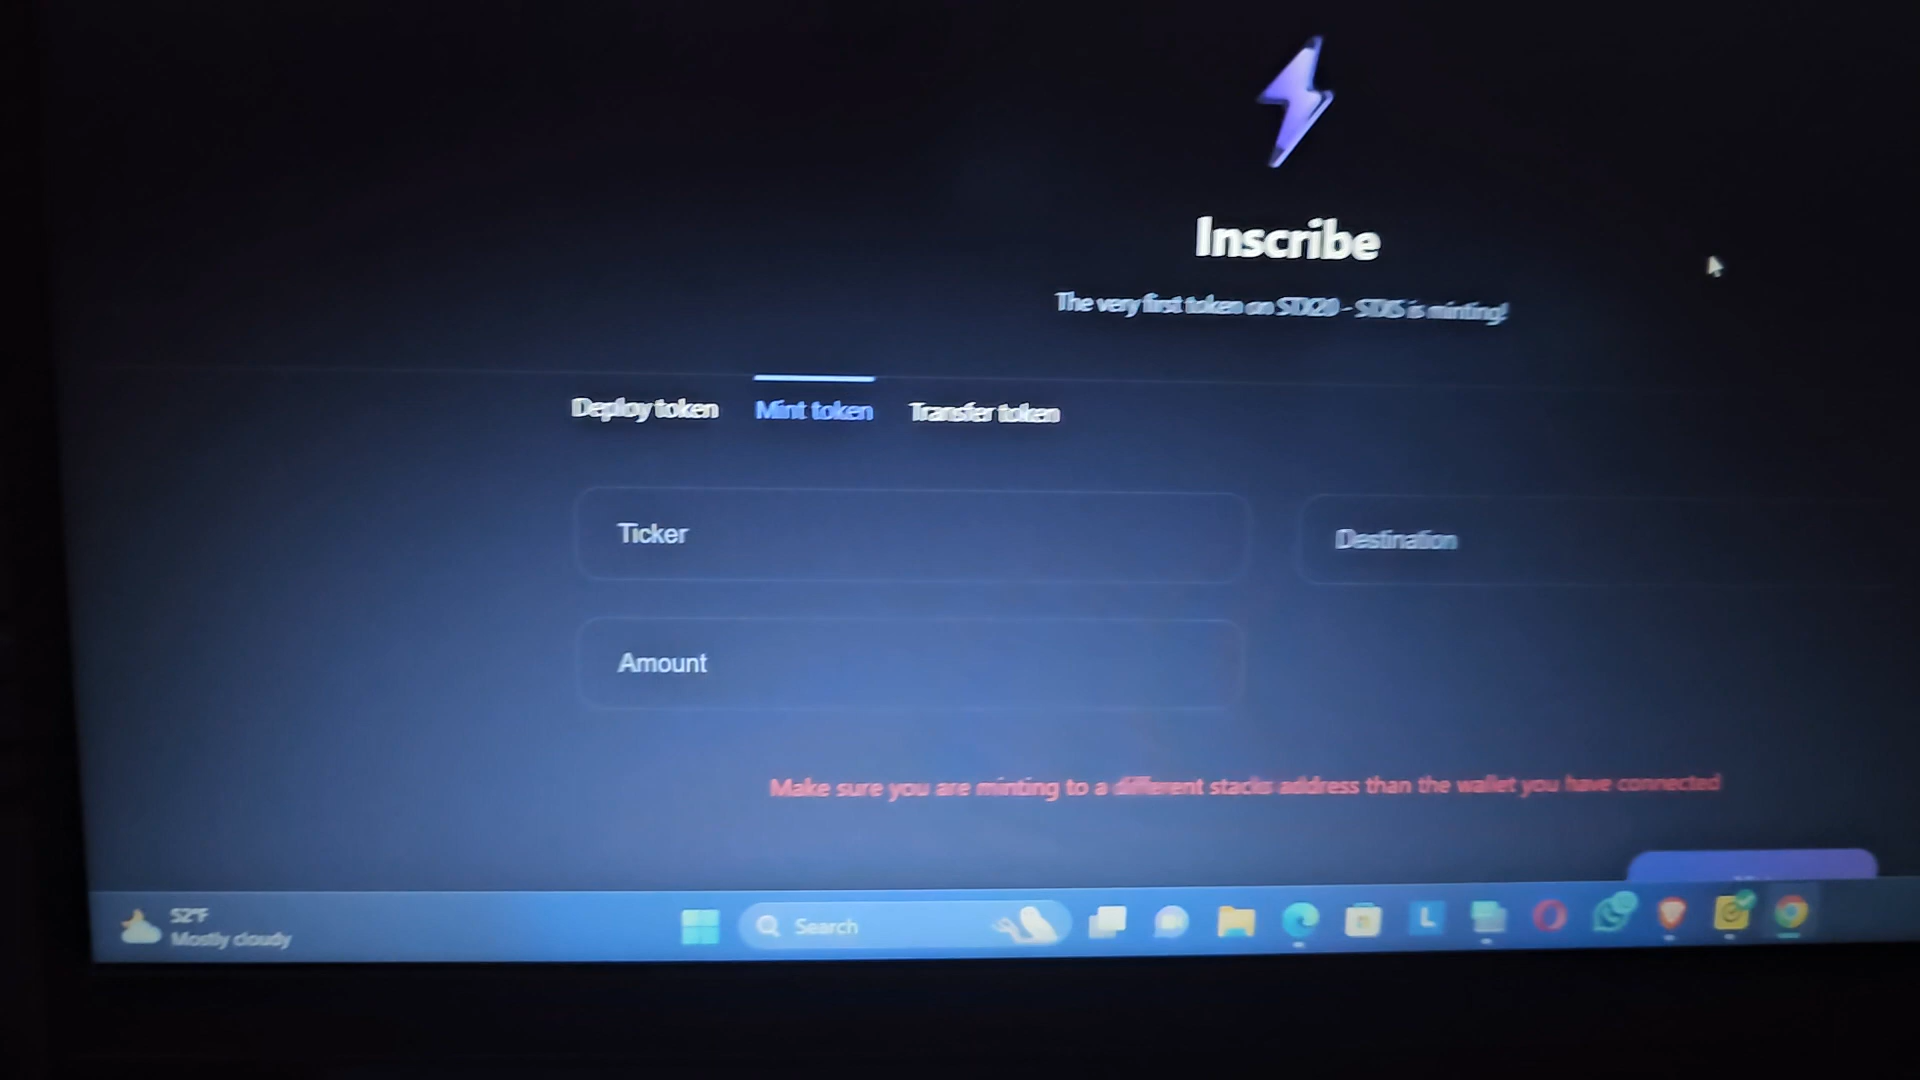 Inscribe
The very first token on STX20 - STXS is minting!
Deploy token Mint token Transfer token
Ticker
Destination
Amount
Make sure you are minting to a different stacks address than the wallet you have connected
52°F
Mostly cloudy
Search
L